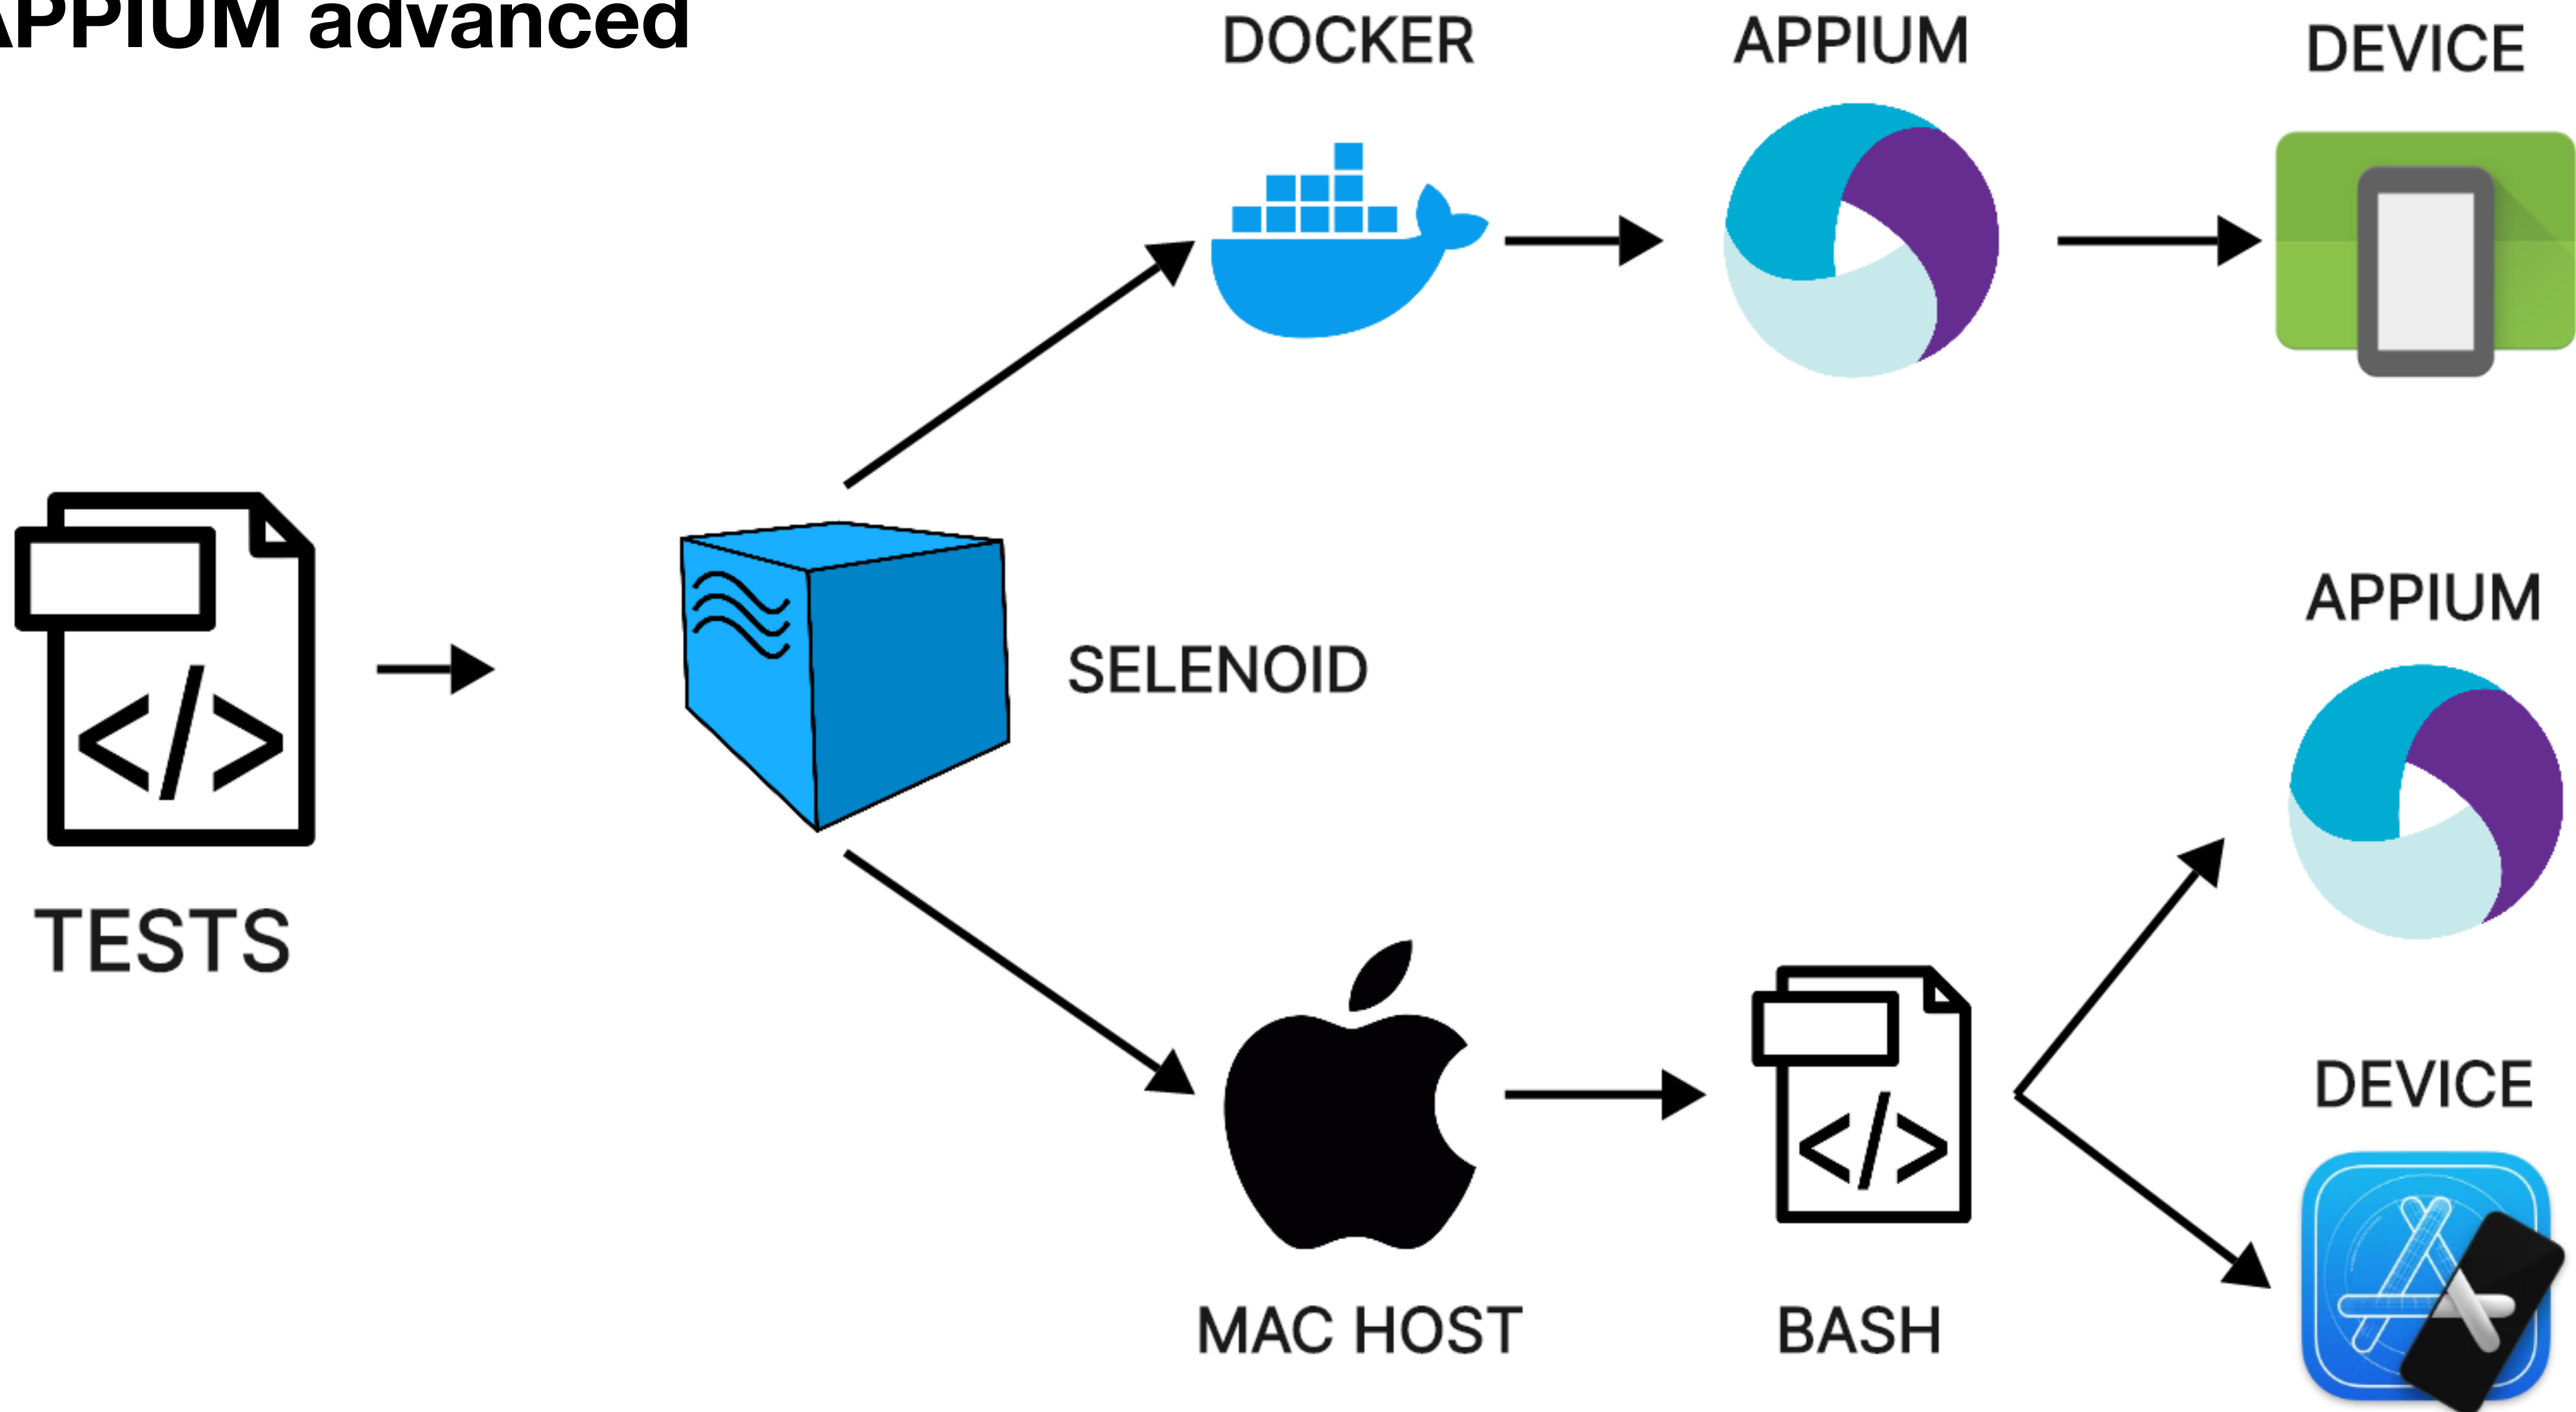 APPIUM advanced
DOCKER
APPIUM
DEVICE
</>
TESTS
SELENOID
APPIUM
DEVICE
</>
MAC HOST
BASH